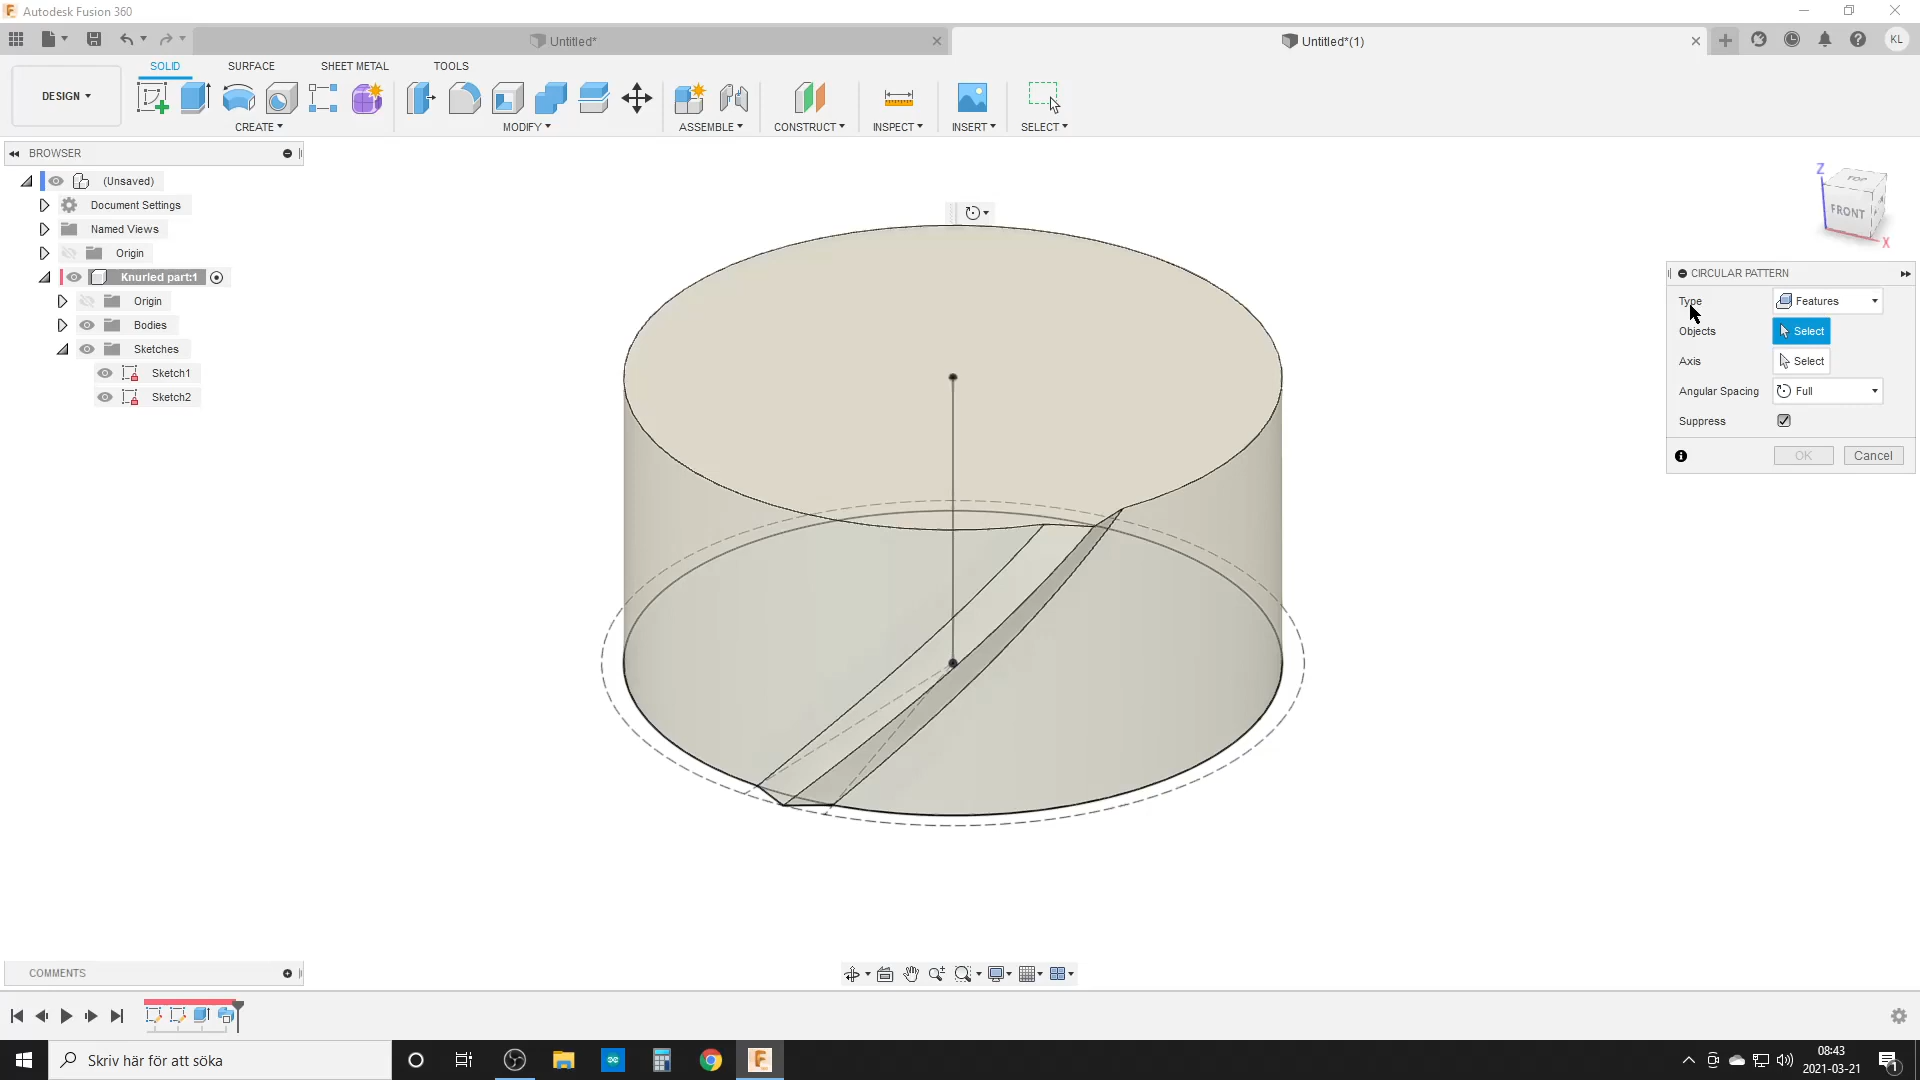 Autodesk Fusion 360
Untitled*
Untitled*(1)
KL
SOLID
SURFACE
SHEET METAL
TOOLS
DESIGN
CREATE
MODIFY
ASSEMBLE
CONSTRUCT
INSPECT
INSERT
SELECT
BROWSER
(Unsaved)
Document Settings
Named Views
Origin
Knurled part:1
Origin
Bodies
Sketches
Sketch1
Sketch2
Z
TOP
FRONT
X
CIRCULAR PATTERN
Type
Features
Objects
Select
Axis
Select
Angular Spacing
Full
Suppress
OK
Cancel
COMMENTS
Skriv här för att söka
08:43
2021-03-21
1